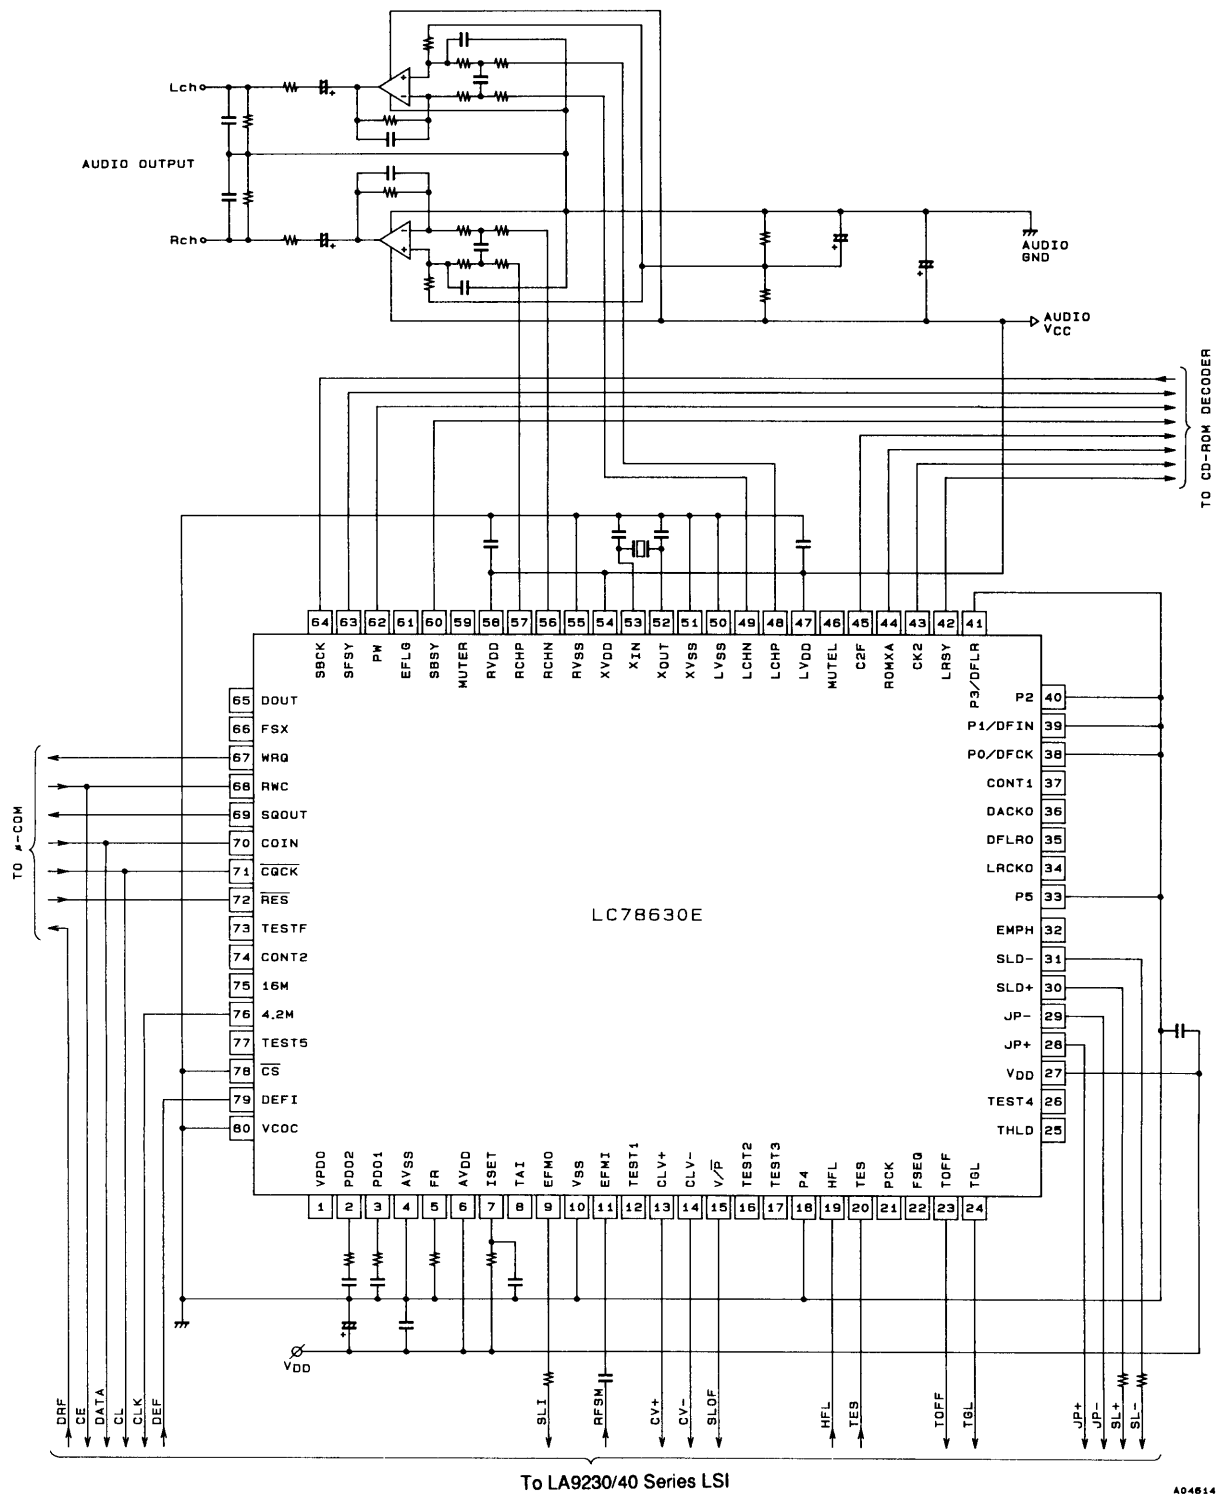 Lch
AUDIO OUTPUT
Rch
+
-
+
+
-
+
+
+
AUDIO
GND
AUDIO
VCC
TO CD-ROM DECODER
64 63 62 61 60 59 58 57 56 55 54 53 52 51 50 49 48 47 46 45 44 43 42 41
SBCK SFSY PW EFLG SBSY MUTER RVDD RCHP RCHN RVSS XVDD XIN XOUT XVSS LVSS LCHN LCHP LVDD MUTEL C2F ROMXA CK2 LRSY P3/DFLR
65 DOUT
66 FSX
67 WRQ
68 RWC
69 SQOUT
70 COIN
71 CQCK
72 RES
73 TESTF
74 CONT2
75 16M
76 4.2M
77 TEST5
78 CS
79 DEFI
80 VCOC
TO μ-COM
LC78630E
P2 40
P1/DFIN 39
P0/DFCK 38
CONT1 37
DACKO 36
DFLRO 35
LRCKO 34
P5 33
EMPH 32
SLD- 31
SLD+ 30
JP- 29
JP+ 28
VDD 27
TEST4 26
THLD 25
VPDO PDO2 PDO1 AVSS FR AVDD ISET TAI EFMO VSS EFMI TEST1 CLV+ CLV- V/P TEST2 TEST3 P4 HFL TES PCK FSEQ TOFF TGL
1 2 3 4 5 6 7 8 9 10 11 12 13 14 15 16 17 18 19 20 21 22 23 24
+
VDD
DRF CE DATA CL CLK DEF SLI RFSM CV+ CV- SLOF HFL TES TOFF TGL JP+ JP- SL+ SL-
To LA9230/40 Series LSI
A04614